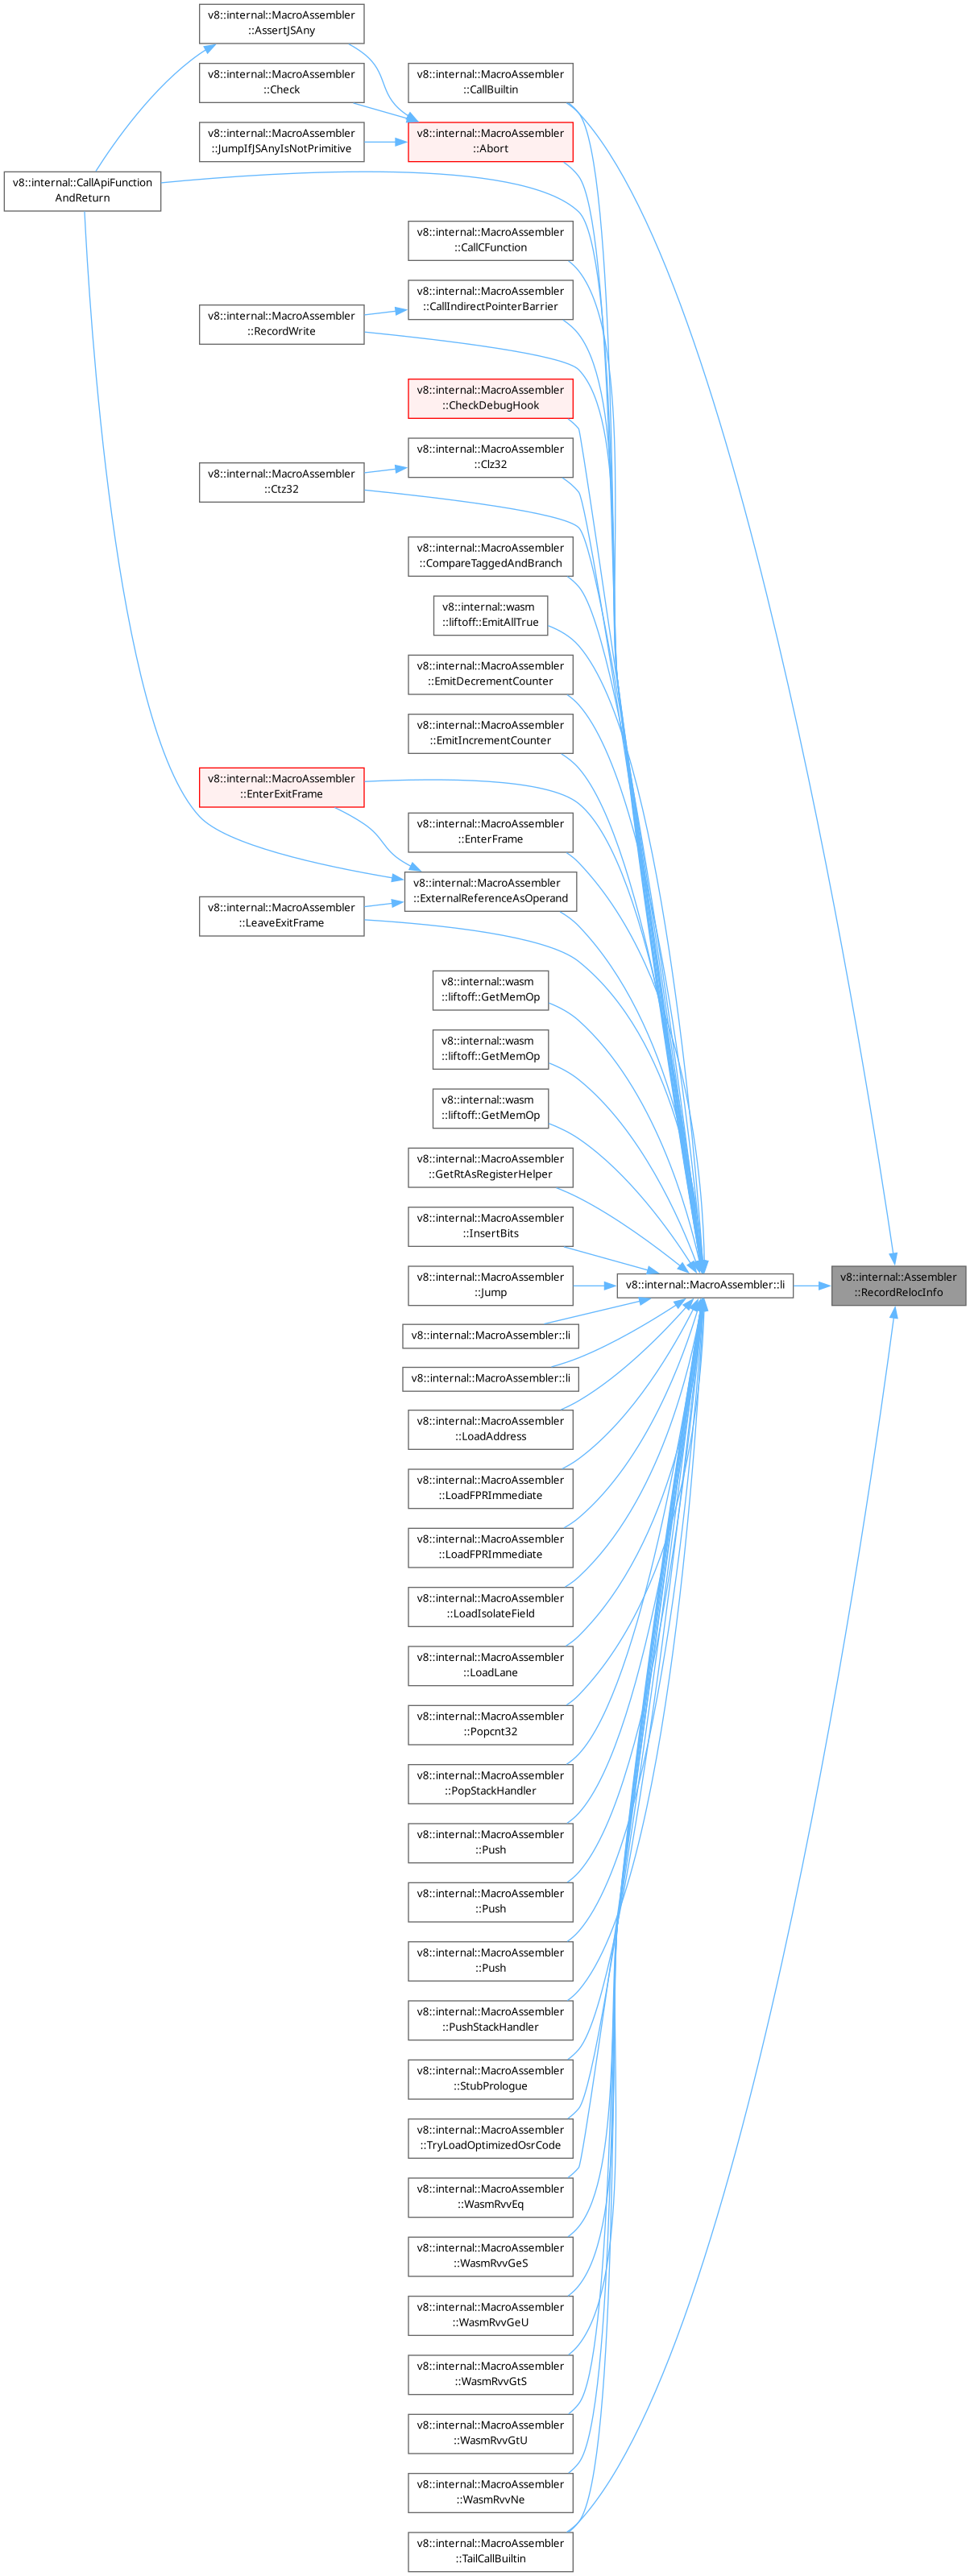 v8::internal::MacroAssembler
::AssertJSAny
v8::internal::MacroAssembler
::Check
v8::internal::MacroAssembler
::CallBuiltin
v8::internal::MacroAssembler
::JumpIfJSAnyIsNotPrimitive
v8::internal::MacroAssembler
::Abort
v8::internal::CallApiFunction
AndReturn
v8::internal::MacroAssembler
::CallCFunction
v8::internal::MacroAssembler
::CallIndirectPointerBarrier
v8::internal::MacroAssembler
::RecordWrite
v8::internal::MacroAssembler
::CheckDebugHook
v8::internal::MacroAssembler
::Clz32
v8::internal::MacroAssembler
::Ctz32
v8::internal::MacroAssembler
::CompareTaggedAndBranch
v8::internal::wasm
::liftoff::EmitAllTrue
v8::internal::MacroAssembler
::EmitDecrementCounter
v8::internal::MacroAssembler
::EmitIncrementCounter
v8::internal::MacroAssembler
::EnterExitFrame
v8::internal::MacroAssembler
::EnterFrame
v8::internal::MacroAssembler
::ExternalReferenceAsOperand
v8::internal::MacroAssembler
::LeaveExitFrame
v8::internal::wasm
::liftoff::GetMemOp
v8::internal::wasm
::liftoff::GetMemOp
v8::internal::wasm
::liftoff::GetMemOp
v8::internal::MacroAssembler
::GetRtAsRegisterHelper
v8::internal::MacroAssembler
::InsertBits
v8::internal::MacroAssembler
::Jump
v8::internal::MacroAssembler::li
v8::internal::Assembler
::RecordRelocInfo
v8::internal::MacroAssembler::li
v8::internal::MacroAssembler::li
v8::internal::MacroAssembler
::LoadAddress
v8::internal::MacroAssembler
::LoadFPRImmediate
v8::internal::MacroAssembler
::LoadFPRImmediate
v8::internal::MacroAssembler
::LoadIsolateField
v8::internal::MacroAssembler
::LoadLane
v8::internal::MacroAssembler
::Popcnt32
v8::internal::MacroAssembler
::PopStackHandler
v8::internal::MacroAssembler
::Push
v8::internal::MacroAssembler
::Push
v8::internal::MacroAssembler
::Push
v8::internal::MacroAssembler
::PushStackHandler
v8::internal::MacroAssembler
::StubPrologue
v8::internal::MacroAssembler
::TryLoadOptimizedOsrCode
v8::internal::MacroAssembler
::WasmRvvEq
v8::internal::MacroAssembler
::WasmRvvGeS
v8::internal::MacroAssembler
::WasmRvvGeU
v8::internal::MacroAssembler
::WasmRvvGtS
v8::internal::MacroAssembler
::WasmRvvGtU
v8::internal::MacroAssembler
::WasmRvvNe
v8::internal::MacroAssembler
::TailCallBuiltin